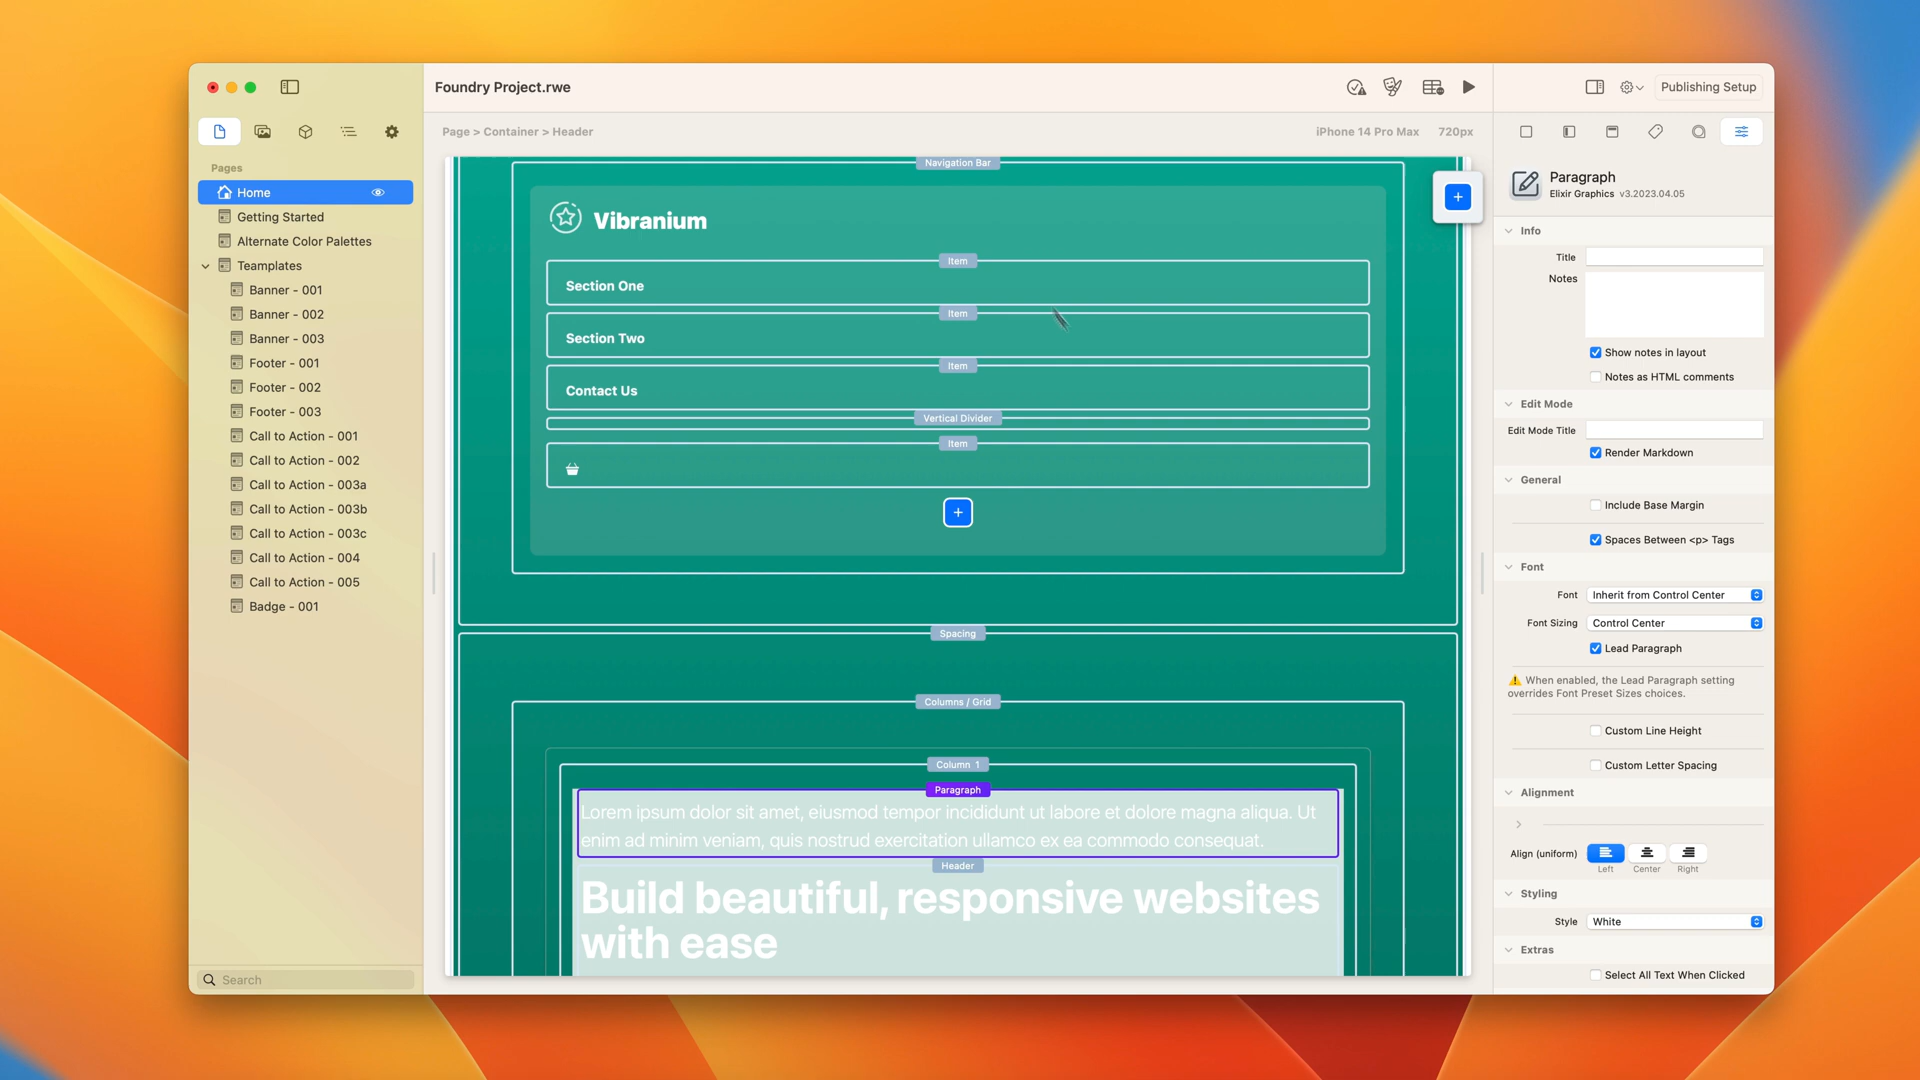 Foundry Project.rwe
Publishing Setup
Page > Container > Header
iPhone 14 Pro Max
720px
Pages
Home
Getting Started
Alternate Color Palettes
Teamplates
Banner - 001
Banner - 002
Banner - 003
Footer - 001
Footer - 002
Footer - 003
Call to Action - 001
Call to Action - 002
Call to Action - 003a
Call to Action - 003b
Call to Action - 003c
Call to Action - 004
Call to Action - 005
Badge - 001
Search
Navigation Bar
Vibranium
Item
Section One
Item
Section Two
Item
Contact Us
Vertical Divider
Item
Spacing
Columns / Grid
Column 1
Paragraph
Lorem ipsum dolor sit amet, eiusmod tempor incididunt ut labore et dolore magna aliqua. Ut
enim ad minim veniam, quis nostrud exercitation ullamco ex ea commodo consequat.
Header
Build beautiful, responsive websites
with ease
Paragraph
Elixir Graphics v3.2023.04.05
Info
Title
Notes
Show notes in layout
Notes as HTML comments
Edit Mode
Edit Mode Title
Render Markdown
General
Include Base Margin
Spaces Between <p> Tags
Font
Font Inherit from Control Center
Font Sizing Control Center
Lead Paragraph
⚠️ When enabled, the Lead Paragraph setting
overrides Font Preset Sizes choices.
Custom Line Height
Custom Letter Spacing
Alignment
Align (uniform)
Left Center Right
Styling
Style White
Extras
Select All Text When Clicked